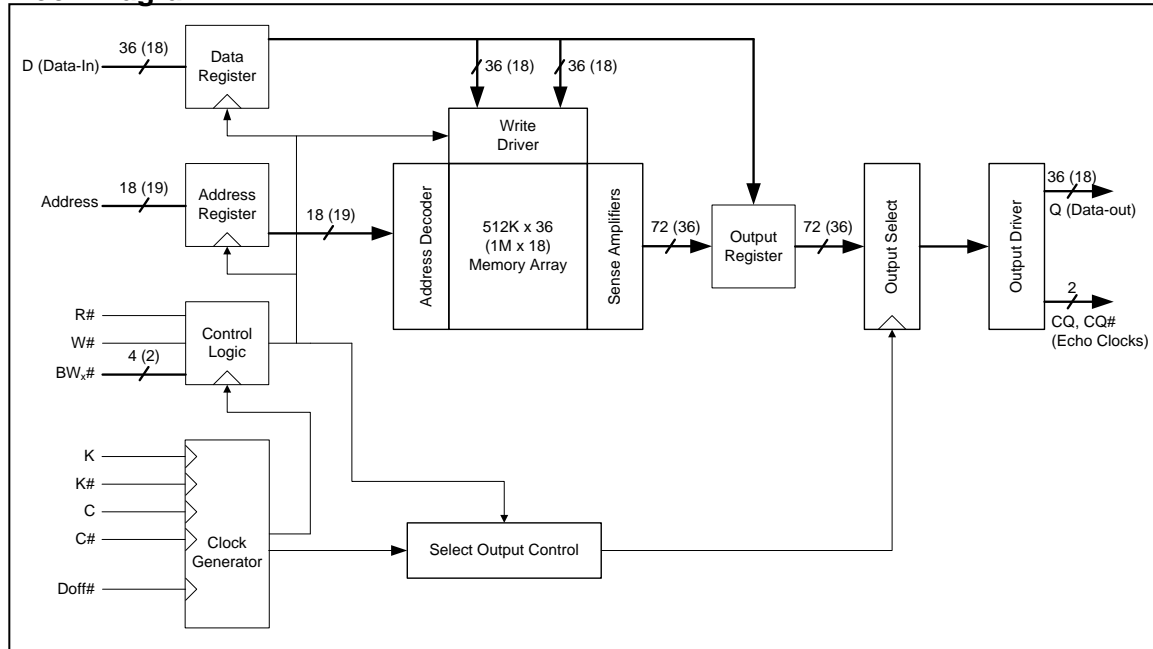 36 (18)
D (Data-In)
Data
Register
36 (18)
36 (18)
Write
Driver
18 (19)
Address
Address
Register
18 (19)
Address Decoder
512K x 36
(1M x 18)
Memory Array
Sense Amplifiers
72 (36)
Output
Register
72 (36)
Output Select
Output Driver
36 (18)
Q (Data-out)
2
CQ, CQ#
(Echo Clocks)
R#
W#
4 (2)
BWx#
Control
Logic
K
K#
C
C#
Doff#
Clock
Generator
Select Output Control